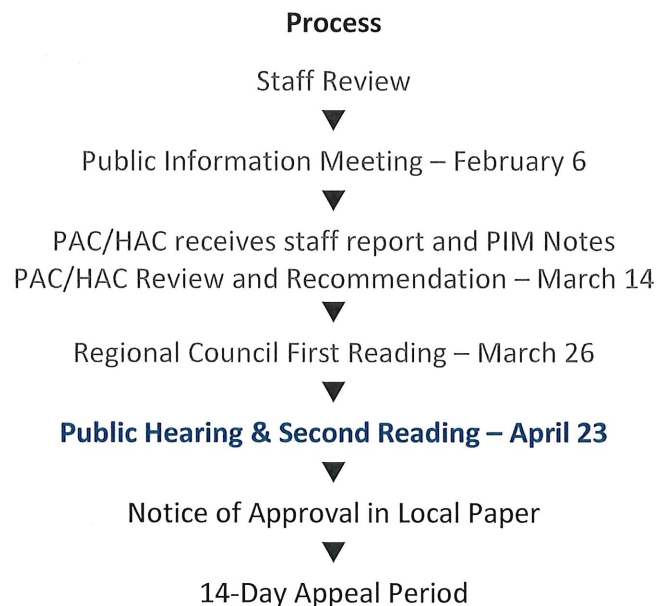 Process
Staff Review
Public Information Meeting – February 6
PAC/HAC receives staff report and PIM Notes
PAC/HAC Review and Recommendation – March 14
Regional Council First Reading – March 26
Public Hearing & Second Reading – April 23
Notice of Approval in Local Paper
14-Day Appeal Period